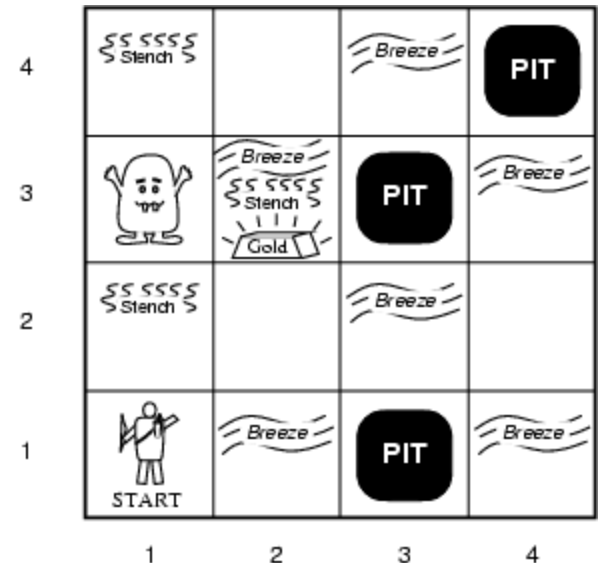 4
Stench
Breeze
PIT
3
Breeze
Stench
Gold
PIT
Breeze
2
Stench
Breeze
1
START
Breeze
PIT
Breeze
1 2 3 4